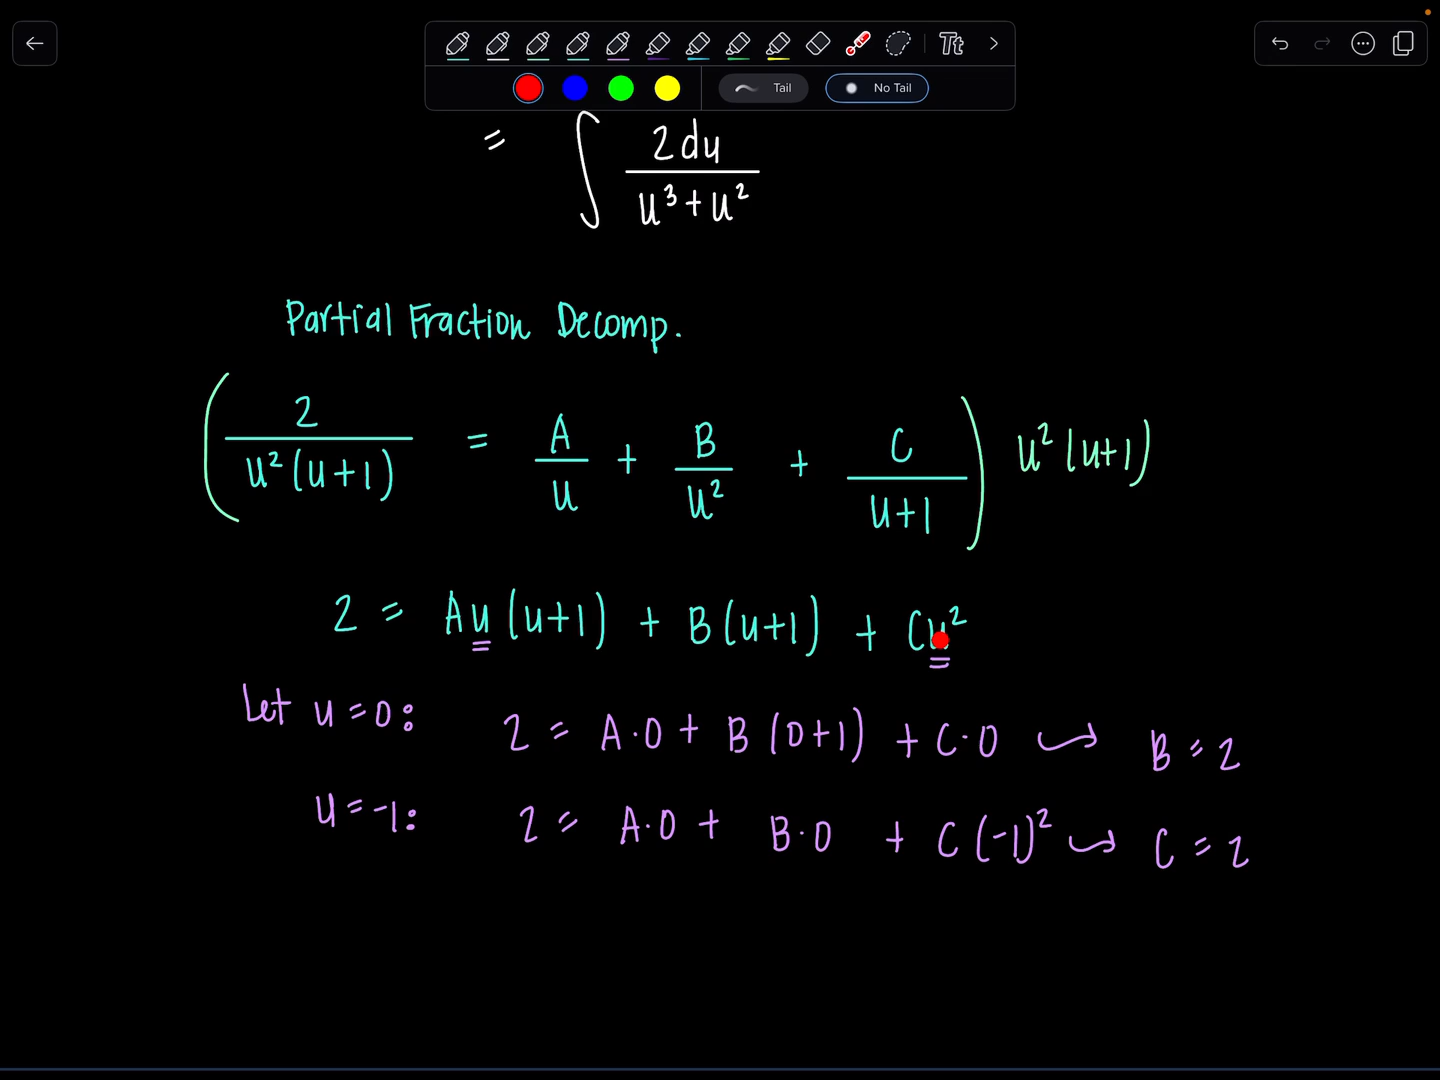 Tt
Tail No Tail
= ∫ 2du / (u³+u²)
Partial Fraction Decomp.
( 2 / (u²(u+1)) = A/u + B/u² + C/(u+1) ) u²(u+1)
2 = Au(u+1) + B(u+1) + Cu²
Let u=0: 2 = A·0 + B(0+1) + C·0 ⟿ B = 2
u=-1: 2 = A·0 + B·0 + C(-1)² ⟿ C = 2